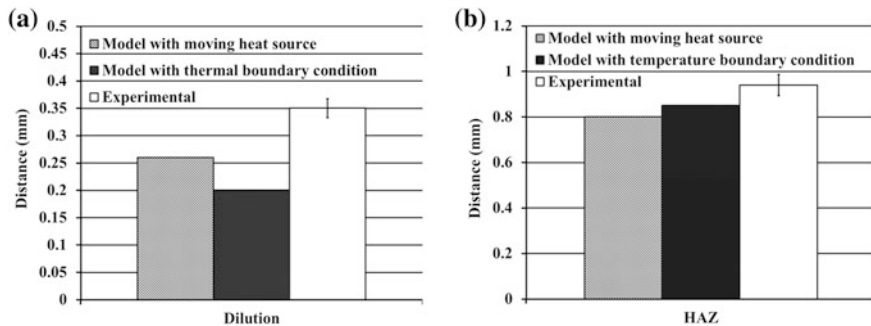 (a)
Distance (mm)
0.5
0.45
0.4
0.35
0.3
0.25
0.2
0.15
0.1
0.05
0
Model with moving heat source
Model with thermal boundary condition
Experimental
Dilution
(b)
Distance (mm)
1.2
1
0.8
0.6
0.4
0.2
0
Model with moving heat source
Model with temperature boundary condition
Experimental
HAZ